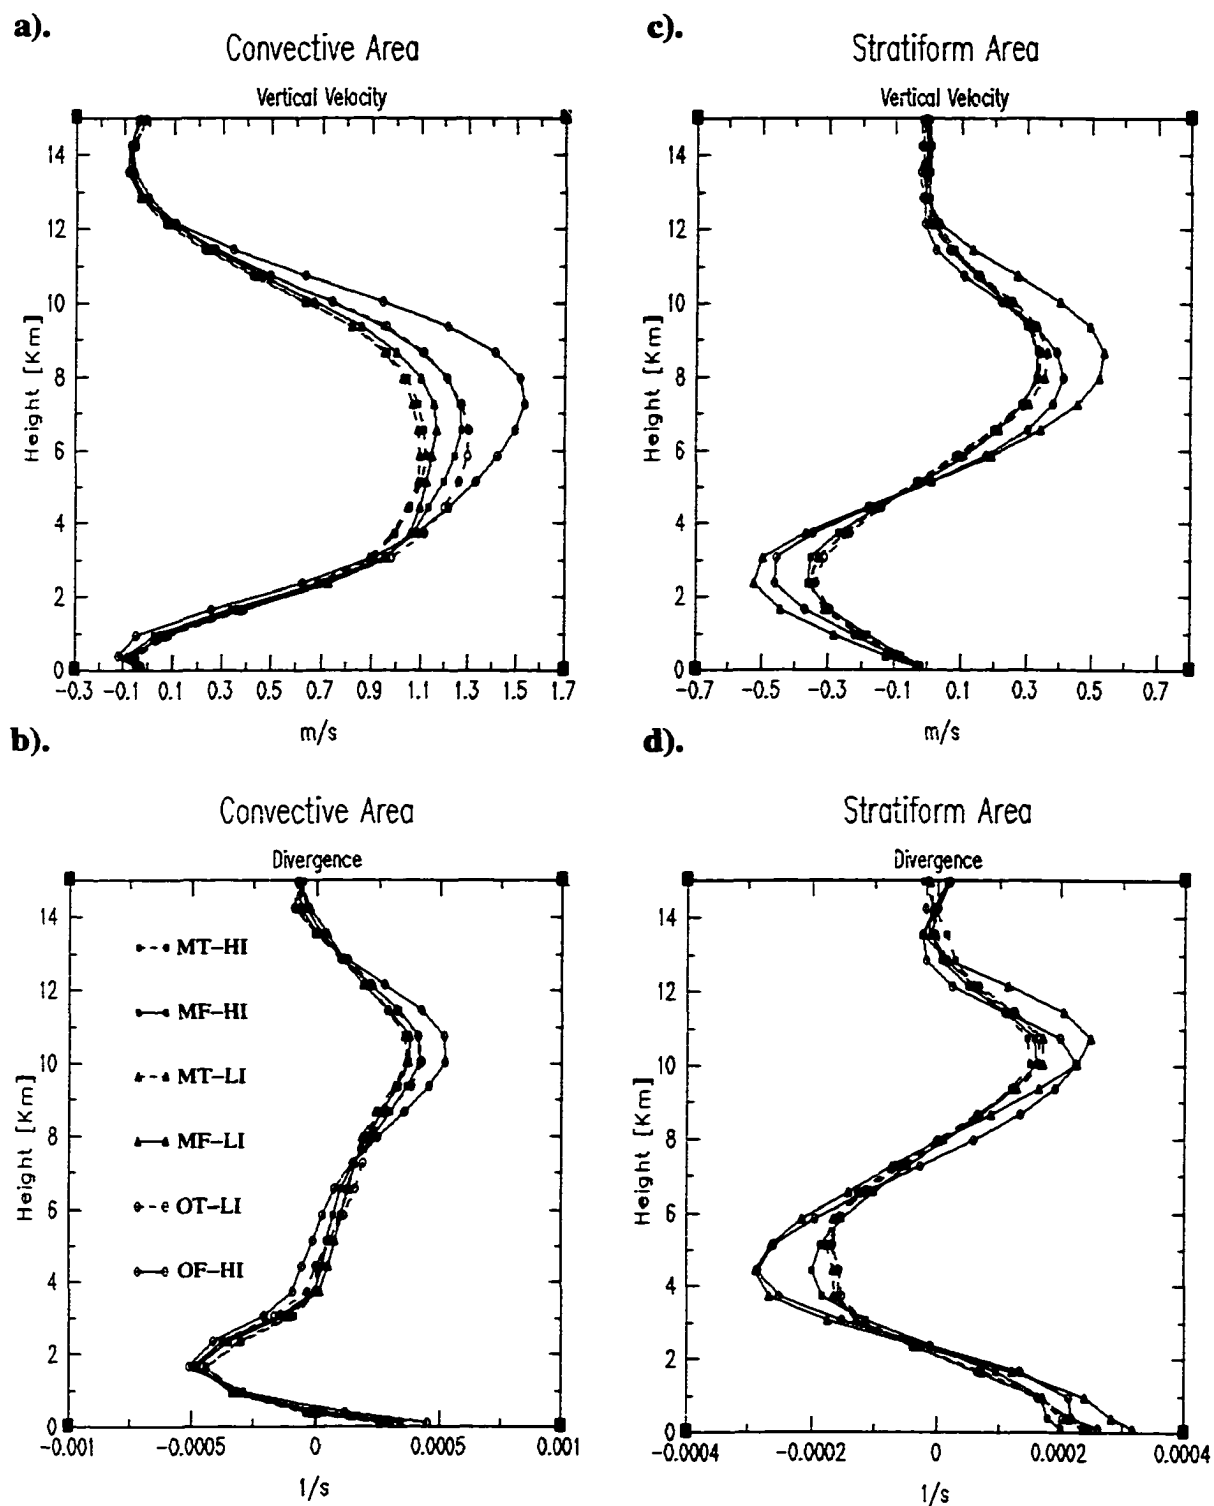 a).
Convective Area
Vertical Velocity
14
12
10
8
6
4
2
0
Height [Km]
-0.3 -0.1 0.1 0.3 0.5 0.7 0.9 1.1 1.3 1.5 1.7
m/s
c).
Stratiform Area
Vertical Velocity
14
12
10
8
6
4
2
0
Height [Km]
-0.7 -0.5 -0.3 -0.1 0.1 0.3 0.5 0.7
m/s
b).
Convective Area
Divergence
14
12
10
8
6
4
2
0
Height [Km]
MT-HI
MF-HI
MT-LI
MF-LI
OT-LI
OF-HI
-0.001 -0.0005 0 0.0005 0.001
1/s
d).
Stratiform Area
Divergence
14
12
10
8
6
4
2
0
Height [Km]
-0.0004 -0.0002 0 0.0002 0.0004
1/s